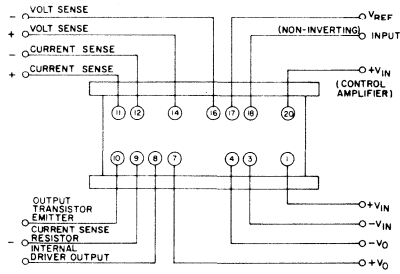 - VOLT SENSE
+ VOLT SENSE
- CURRENT SENSE
+ CURRENT SENSE
VREF
(NON-INVERTING) INPUT
+VIN
(CONTROL
AMPLIFIER)
11 12 14 16 17 18 20
10 9 8 7 4 3 1
OUTPUT
TRANSISTOR
EMITTER
CURRENT SENSE
- RESISTOR
INTERNAL
DRIVER OUTPUT
+VIN
-VIN
-VO
+VO